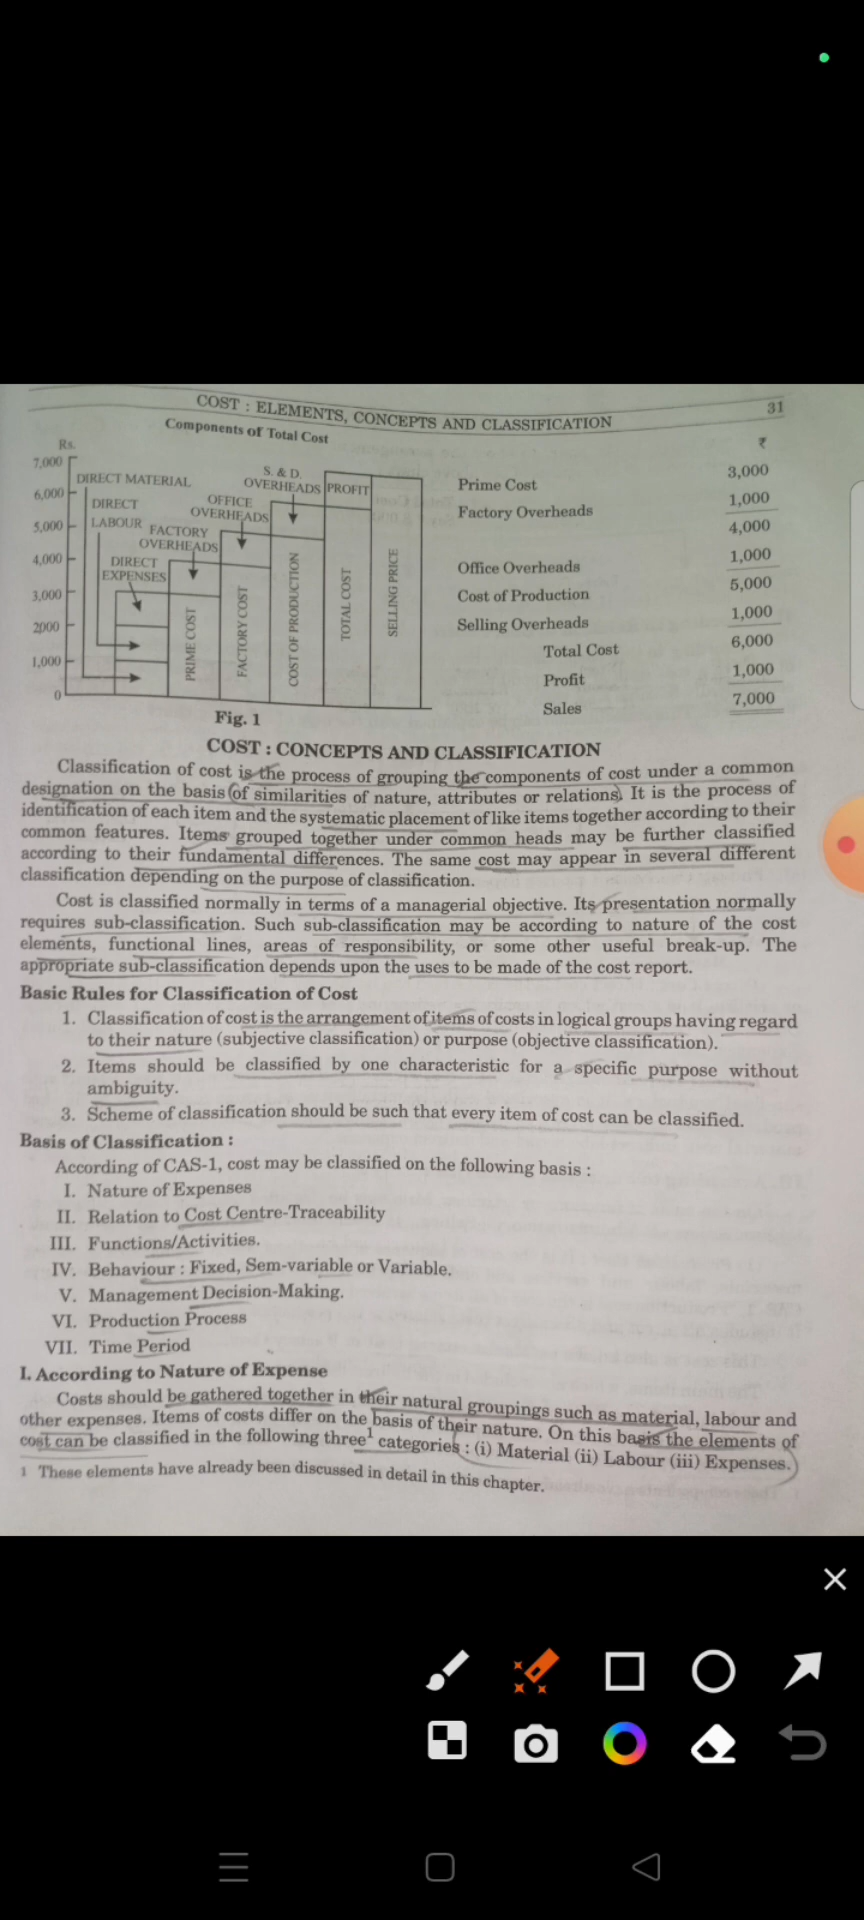 COST : ELEMENTS, CONCEPTS AND CLASSIFICATION 31
Components of Total Cost
Rs.
7,000
6,000
5,000
4,000
3,000
2000
1,000
0
DIRECT MATERIAL
DIRECT
LABOUR
FACTORY
OVERHEADS
DIRECT
EXPENSES
OFFICE
OVERHEADS
S. & D.
OVERHEADS
PROFIT
PRIME COST
FACTORY COST
COST OF PRODUCTION
TOTAL COST
SELLING PRICE
Fig. 1
₹
Prime Cost 3,000
Factory Overheads 1,000
4,000
Office Overheads 1,000
Cost of Production 5,000
Selling Overheads 1,000
Total Cost 6,000
Profit 1,000
Sales 7,000
COST : CONCEPTS AND CLASSIFICATION
Classification of cost is the process of grouping the components of cost under a common
designation on the basis of similarities of nature, attributes or relations. It is the process of
identification of each item and the systematic placement of like items together according to their
common features. Items grouped together under common heads may be further classified
according to their fundamental differences. The same cost may appear in several different
classification depending on the purpose of classification.
Cost is classified normally in terms of a managerial objective. Its presentation normally
requires sub-classification. Such sub-classification may be according to nature of the cost
elements, functional lines, areas of responsibility, or some other useful break-up. The
appropriate sub-classification depends upon the uses to be made of the cost report.
Basic Rules for Classification of Cost
1. Classification of cost is the arrangement of items of costs in logical groups having regard
to their nature (subjective classification) or purpose (objective classification).
2. Items should be classified by one characteristic for a specific purpose without
ambiguity.
3. Scheme of classification should be such that every item of cost can be classified.
Basis of Classification :
According of CAS-1, cost may be classified on the following basis :
I. Nature of Expenses
II. Relation to Cost Centre-Traceability
III. Functions/Activities.
IV. Behaviour : Fixed, Sem-variable or Variable.
V. Management Decision-Making.
VI. Production Process
VII. Time Period
I. According to Nature of Expense
Costs should be gathered together in their natural groupings such as material, labour and
other expenses. Items of costs differ on the basis of their nature. On this basis the elements of
cost can be classified in the following three1 categories : (i) Material (ii) Labour (iii) Expenses.
1 These elements have already been discussed in detail in this chapter.